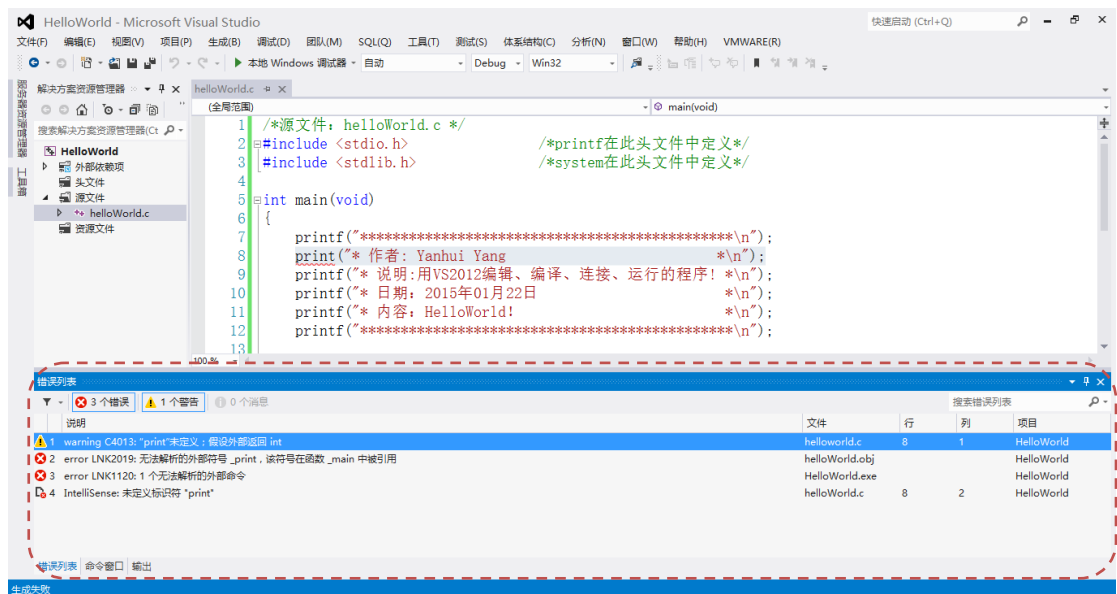 HelloWorld - Microsoft Visual Studio 快速启动 (Ctrl+Q)
文件(F) 编辑(E) 视图(V) 项目(P) 生成(B) 调试(D) 团队(M) SQL(Q) 工具(T) 测试(S) 体系结构(C) 分析(N) 窗口(W) 帮助(H) VMWARE(R)
本地 Windows 调试器 自动 Debug Win32
服务器资源管理器
工具箱
解决方案资源管理器
搜索解决方案资源管理器(Ct
HelloWorld
外部依赖项
头文件
源文件
helloWorld.c
资源文件
helloWorld.c
(全局范围) main(void)
1 /*源文件: helloWorld.c */
2 #include <stdio.h> /*printf在此头文件中定义*/
3 #include <stdlib.h> /*system在此头文件中定义*/
4
5 int main(void)
6 {
7 printf("**********************************************\n");
8 print("* 作者: Yanhui Yang *\n");
9 printf("* 说明:用VS2012编辑、编译、连接、运行的程序! *\n");
10 printf("* 日期: 2015年01月22日 *\n");
11 printf("* 内容: HelloWorld! *\n");
12 printf("**********************************************\n");
13
100 %
错误列表
3 个错误 1 个警告 0 个消息 搜索错误列表
说明 文件 行 列 项目
1 warning C4013: "print"未定义；假设外部返回 int helloworld.c 8 1 HelloWorld
2 error LNK2019: 无法解析的外部符号 _print，该符号在函数 _main 中被引用 helloWorld.obj HelloWorld
3 error LNK1120: 1 个无法解析的外部命令 HelloWorld.exe HelloWorld
4 IntelliSense: 未定义标识符 "print" helloWorld.c 8 2 HelloWorld
错误列表 命令窗口 输出
生成失败